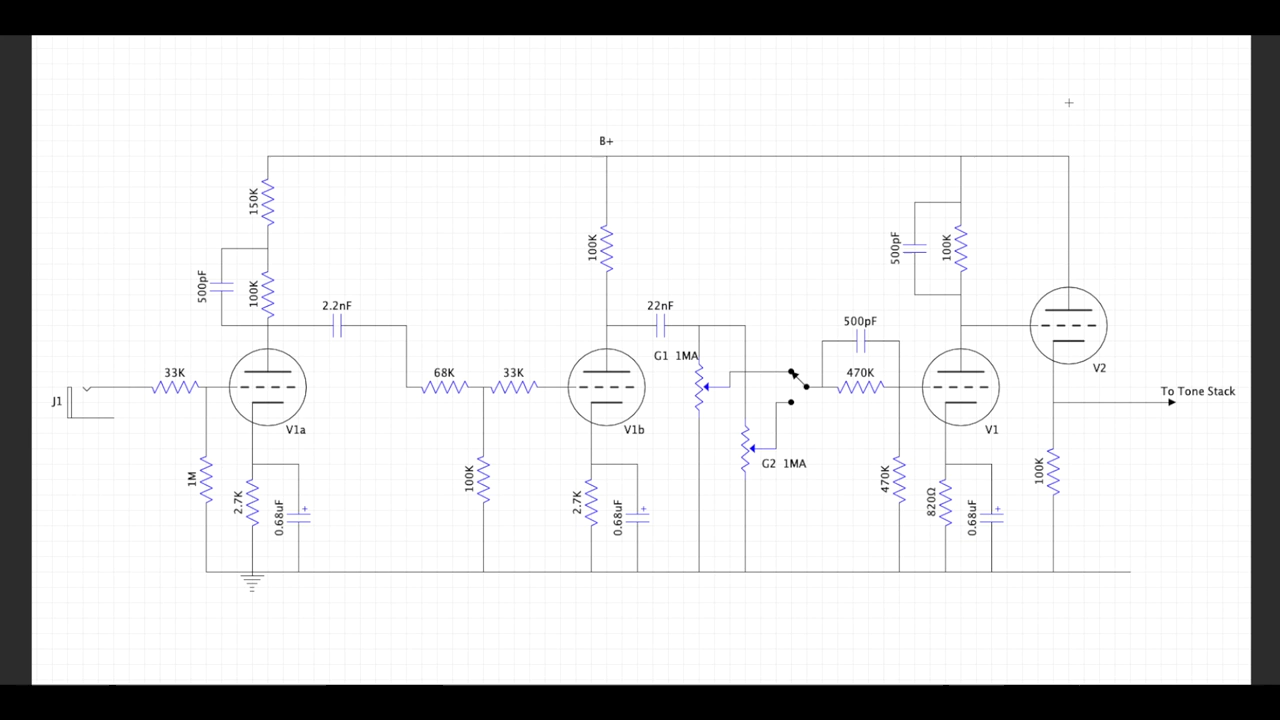 B+
150K
500pF
100K
2.2nF
100K
22nF
G1 1MA
500pF
100K
500pF
V2
J1
33K
V1a
68K
33K
V1b
470K
V1
To Tone Stack
G2 1MA
1M
2.7K
0.68uF
+
100K
2.7K
0.68uF
+
470K
820Ω
0.68uF
+
100K